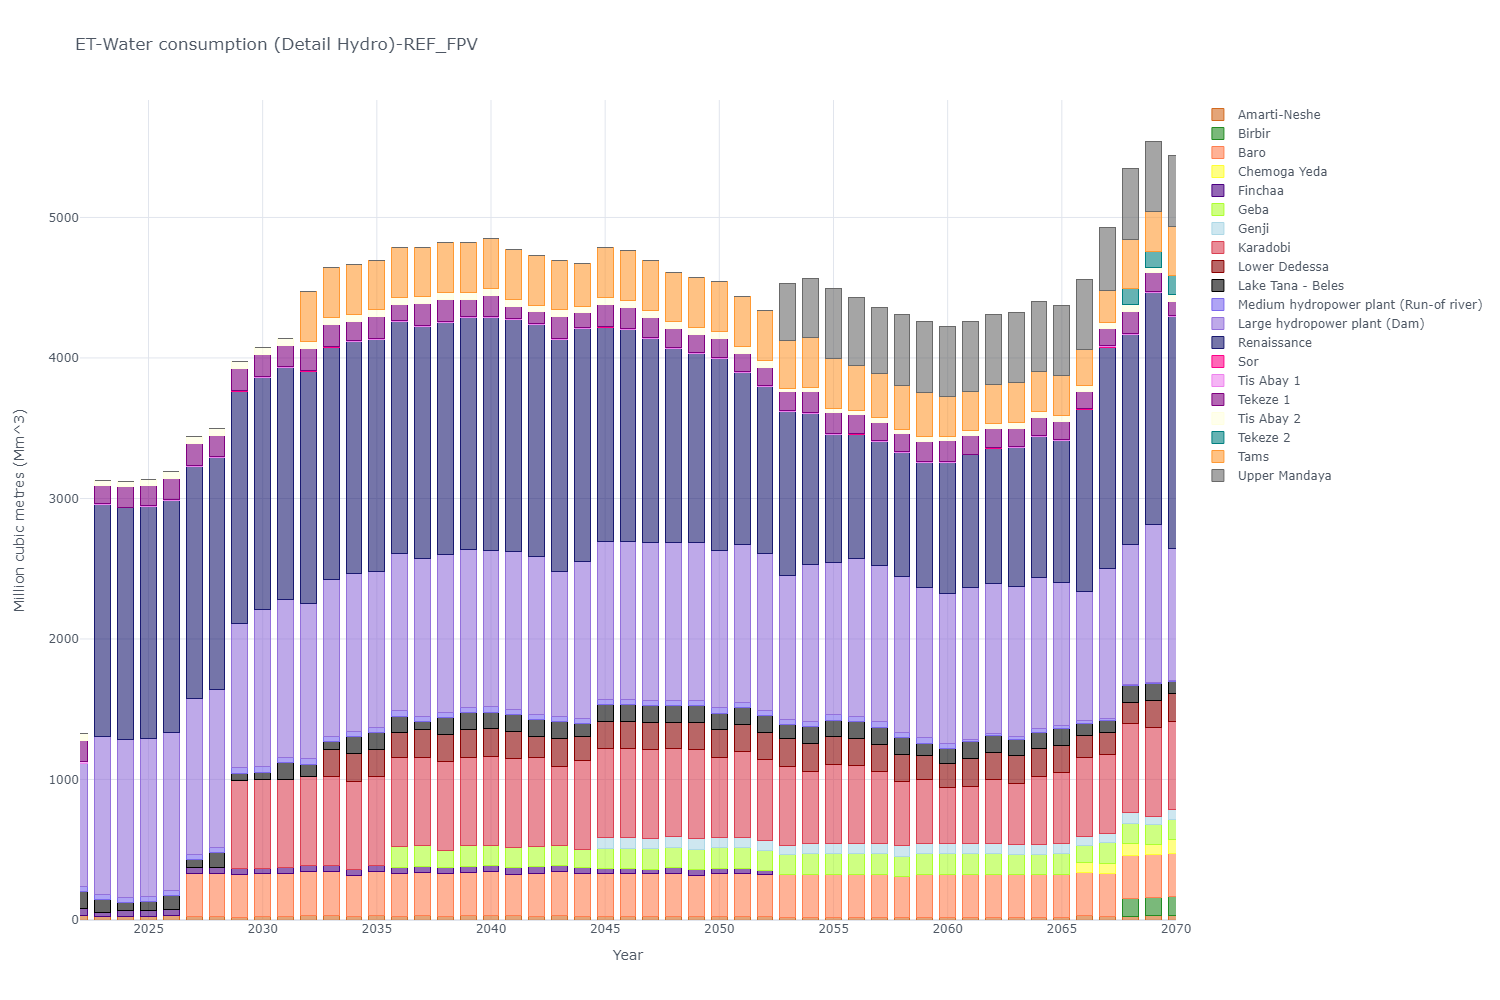 ET-Water consumption (Detail Hydro)-REF_FPV
Million cubic metres (Mm^3)
5000
4000
3000
2000
1000
0
2025
2030
2035
2040
2045
2050
2055
2060
2065
2070
Year
Amarti-Neshe
Birbir
Baro
Chemoga Yeda
Finchaa
Geba
Genji
Karadobi
Lower Dedessa
Lake Tana - Beles
Medium hydropower plant (Run-of river)
Large hydropower plant (Dam)
Renaissance
Sor
Tis Abay 1
Tekeze 1
Tis Abay 2
Tekeze 2
Tams
Upper Mandaya